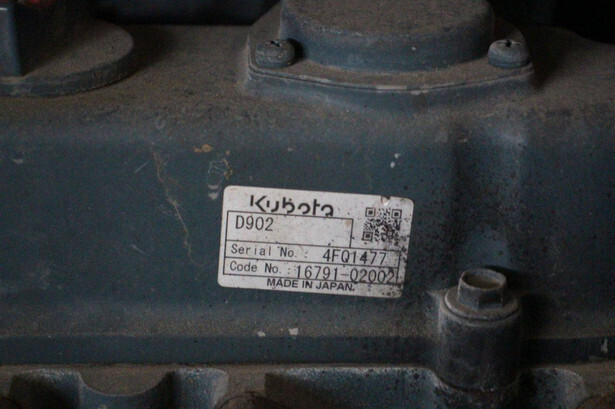 Kubota
D902
Serial No. : 4FQ1477
Code No. : 16791-02002
MADE IN JAPAN.